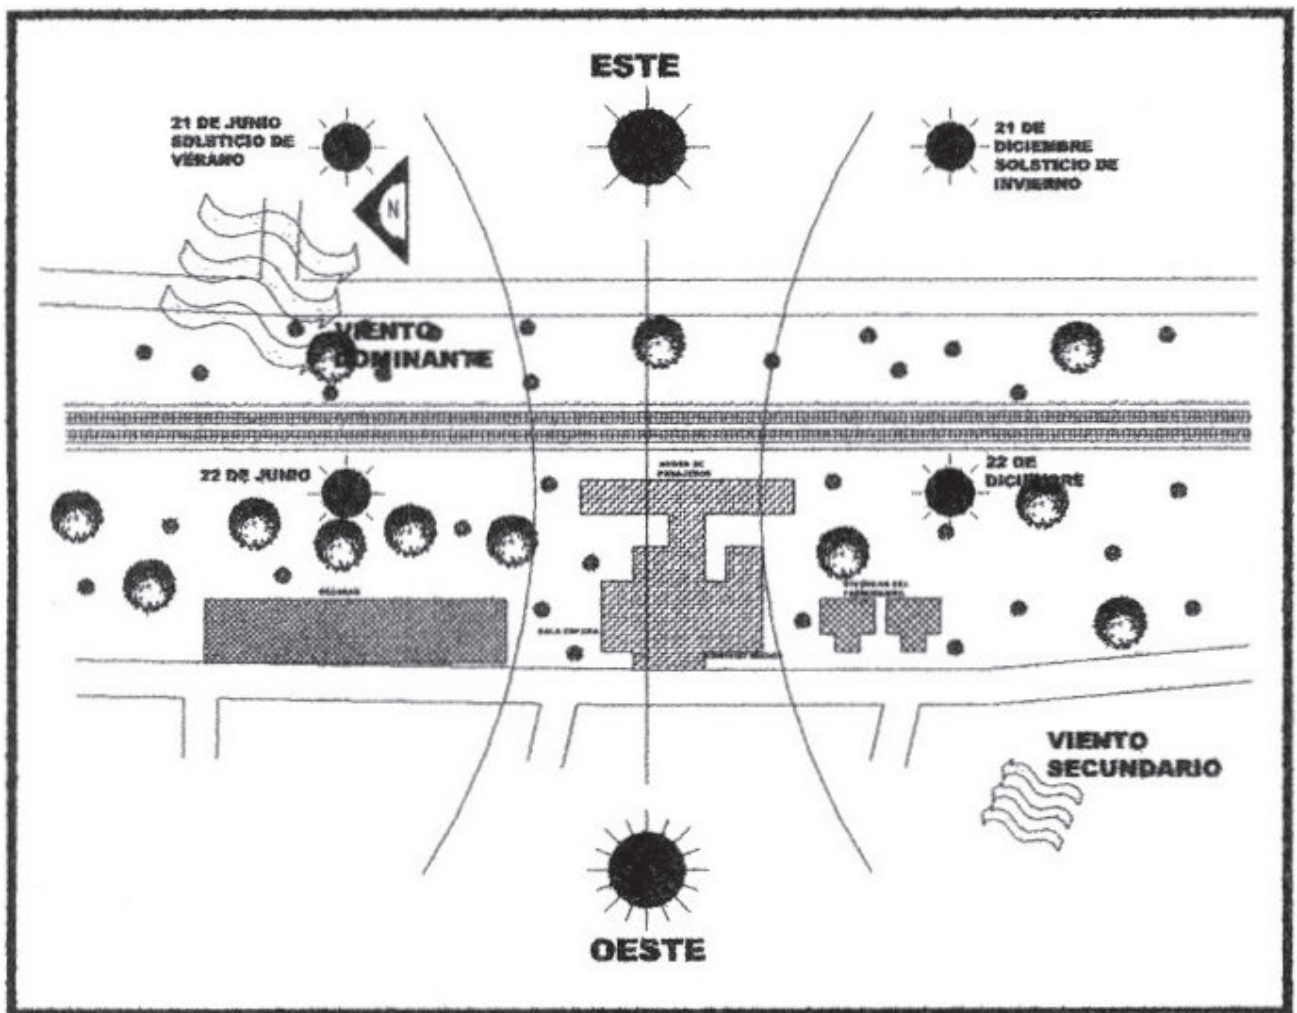 ESTE
21 DE JUNIO
SOLSTICIO DE
VERANO
21 DE
DICIEMBRE
SOLSTICIO DE
INVIERNO
N
VIENTO
DOMINANTE
22 DE JUNIO
22 DE
DICIEMBRE
VIENTO
SECUNDARIO
OESTE